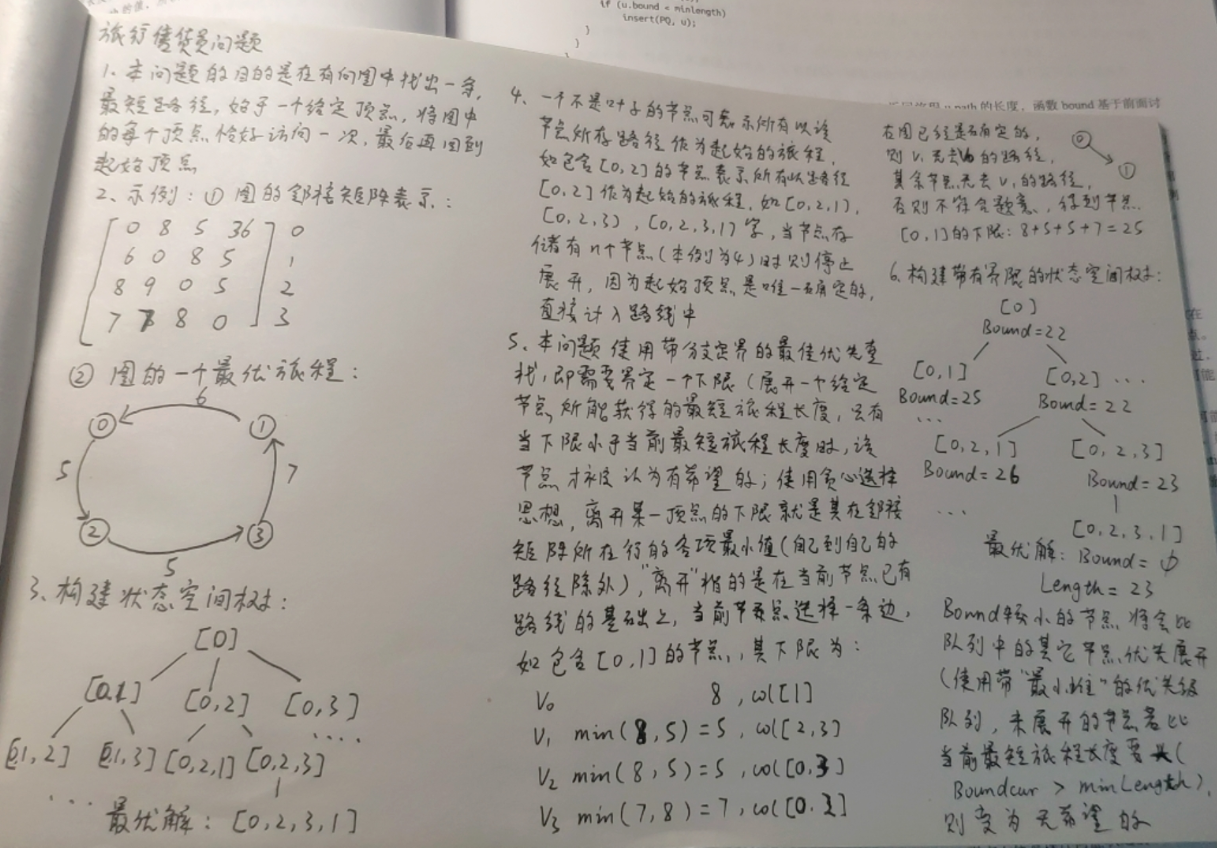 if (u.bound < minlength)
insert(PQ, u);
}
}
}
path 的长度。函数 bound 基于前面讨
旅行售货员问题
1、本问题的目的是在有向图中找出一条,
最短路径,始于一个给定顶点,将图中
的每个顶点恰好访问一次,最后再回到
起始顶点
2、示例:① 图的邻接矩阵表示:
0 8 5 36 0
6 0 8 5 1
8 9 0 5 2
7 8 0 3
② 图的一个最优旅程:
6
0 1
5 7
2 3
5
3、构建状态空间树:
[0]
[0,1] [0,2] [0,3]
....
[0,1,2] [0,1,3] [0,2,1] [0,2,3]
...
最优解:[0,2,3,1]
4、一个不是叶子的节点可表示所有以该
节点所存路径作为起始的旅程,
如包含[0,2]的节点表示所有以路径
[0,2]作为起始的旅程,如[0,2,1],
[0,2,3),[0,2,3,1]等,当节点存
储有n个节点(本例为4)时则停止
展开,因为起始顶点是唯一确定的,
直接计入路线中
5、本问题使用带分支定界的最佳优先查
找,即需要界定一个下限(展开一个给定
节点所能获得的最短旅程长度,只有
当下限小于当前最短旅程长度时,该
节点才被认为有希望的;使用贪心选择
思想,离开某一顶点的下限就是其在邻接
矩阵所在行的各项最小值(自己到自己的
路径除外),"离开"指的是在当前节点已有
路线的基础上,当前节点选择一条边,
如包含[0,1]的节点,其下限为:
V0 8,col[1]
V1 min(8,5)=5,col[2,3]
V2 min(8,5)=5,col[0,3]
V3 min(7,8)=7,col[0,2]
在图已经是确定的,
则V0无去V0的路径,
其余节点无去V1的路径,
否则不符合题意,得到节点
[0,1]的下限:8+5+5+7=25
0
1
6、构建带有界限的状态空间树:
[0]
Bound=22
[0,1] [0,2] ...
Bound=25 Bound=22
...
[0,2,1] [0,2,3]
Bound=26 Bound=23
...
[0,2,3,1]
最优解:Bound=0
Length=23
Bound较小的节点将会比
队列中的其它节点优先展开
(使用带"最小堆"的优先级
队列,未展开的节点若比
当前最短旅程长度要大(
Boundcur > minLength),
则变为无希望的